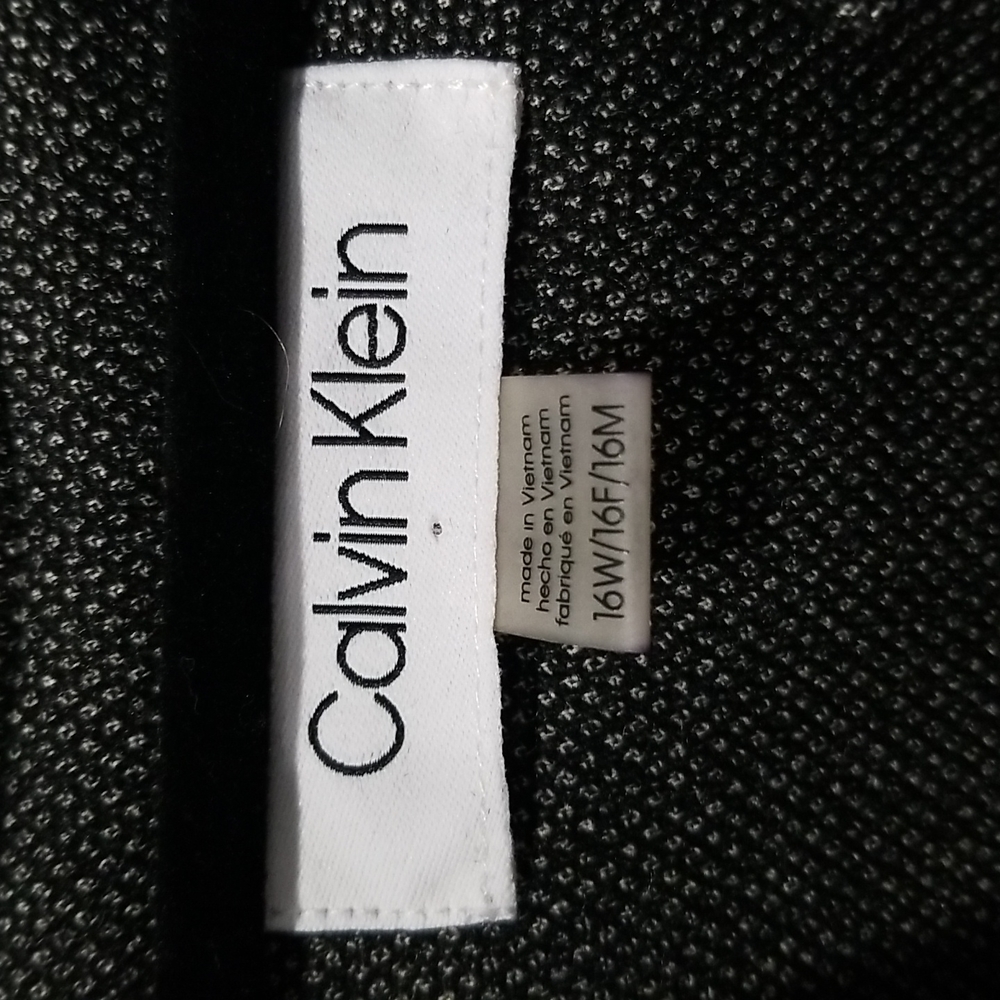 Calvin Klein
made in Vietnam
hecho en Vietnam
fabriqué en Vietnam
16W/16F/16M